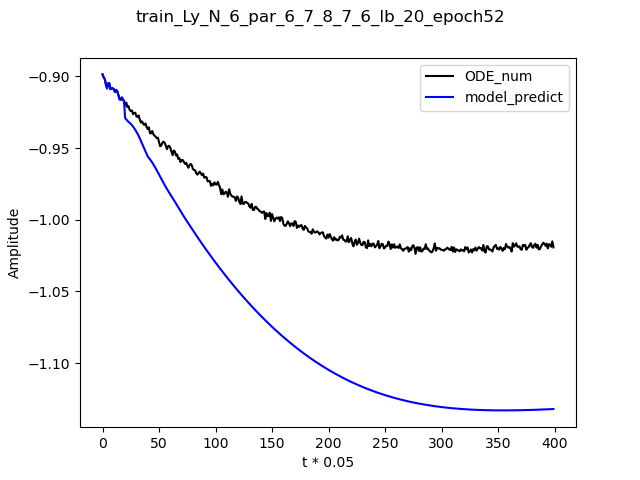 train_Ly_N_6_par_6_7_8_7_6_lb_20_epoch52
ODE_num
model_predict
Amplitude
−0.90
−0.95
−1.00
−1.05
−1.10
0 50 100 150 200 250 300 350 400
t * 0.05